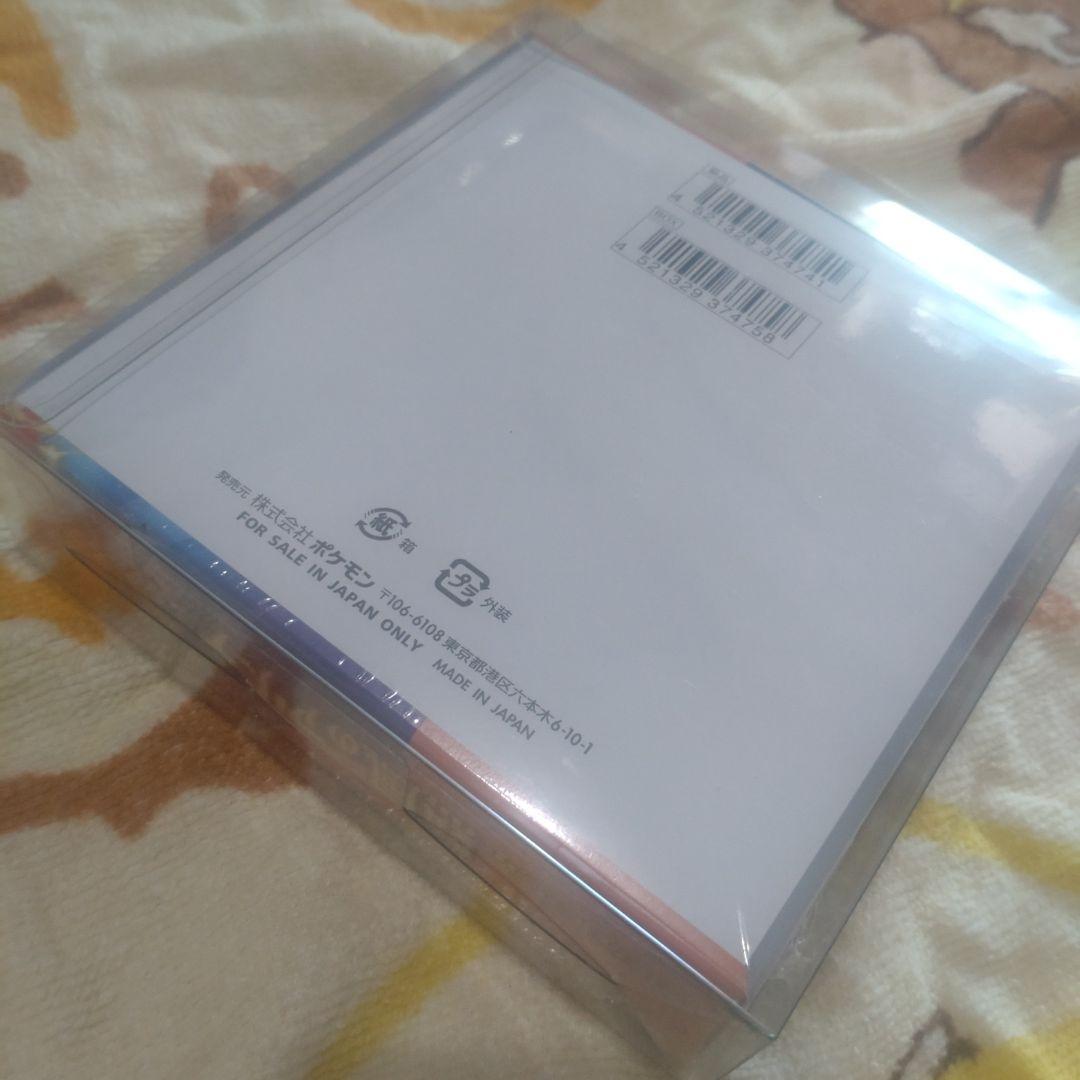 4 521329 374741
BOX
4 521329 374758
紙 箱
プラ 外装
発売元 株式会社ポケモン 〒106-6108 東京都港区六本木6-10-1
FOR SALE IN JAPAN ONLY MADE IN JAPAN